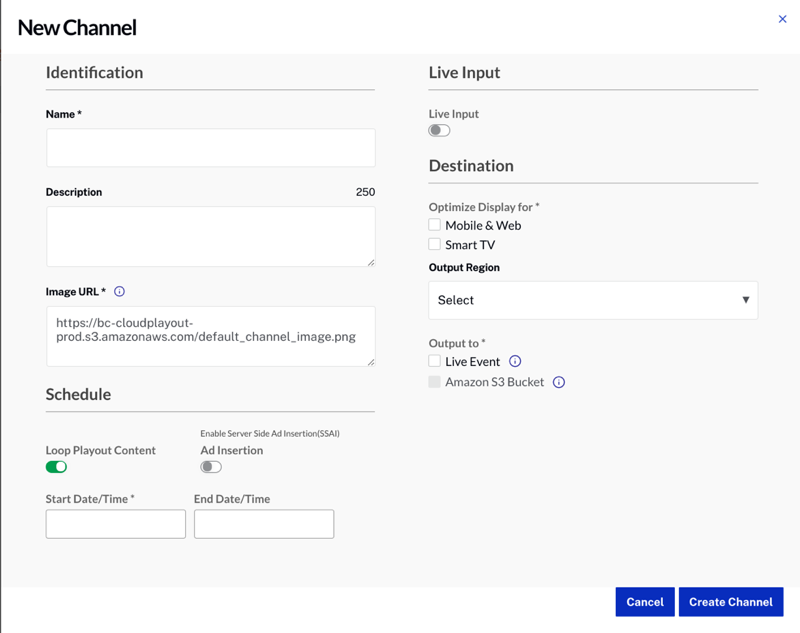 New Channel
Identification
Name *
Description 250
Image URL *
https://bc-cloudplayout-
prod.s3.amazonaws.com/default_channel_image.png
Schedule
Enable Server Side Ad Insertion(SSAI)
Loop Playout Content
Ad Insertion
Start Date/Time *
End Date/Time
Live Input
Live Input
Destination
Optimize Display for *
Mobile & Web
Smart TV
Output Region
Select
Output to *
Live Event
Amazon S3 Bucket
Cancel
Create Channel